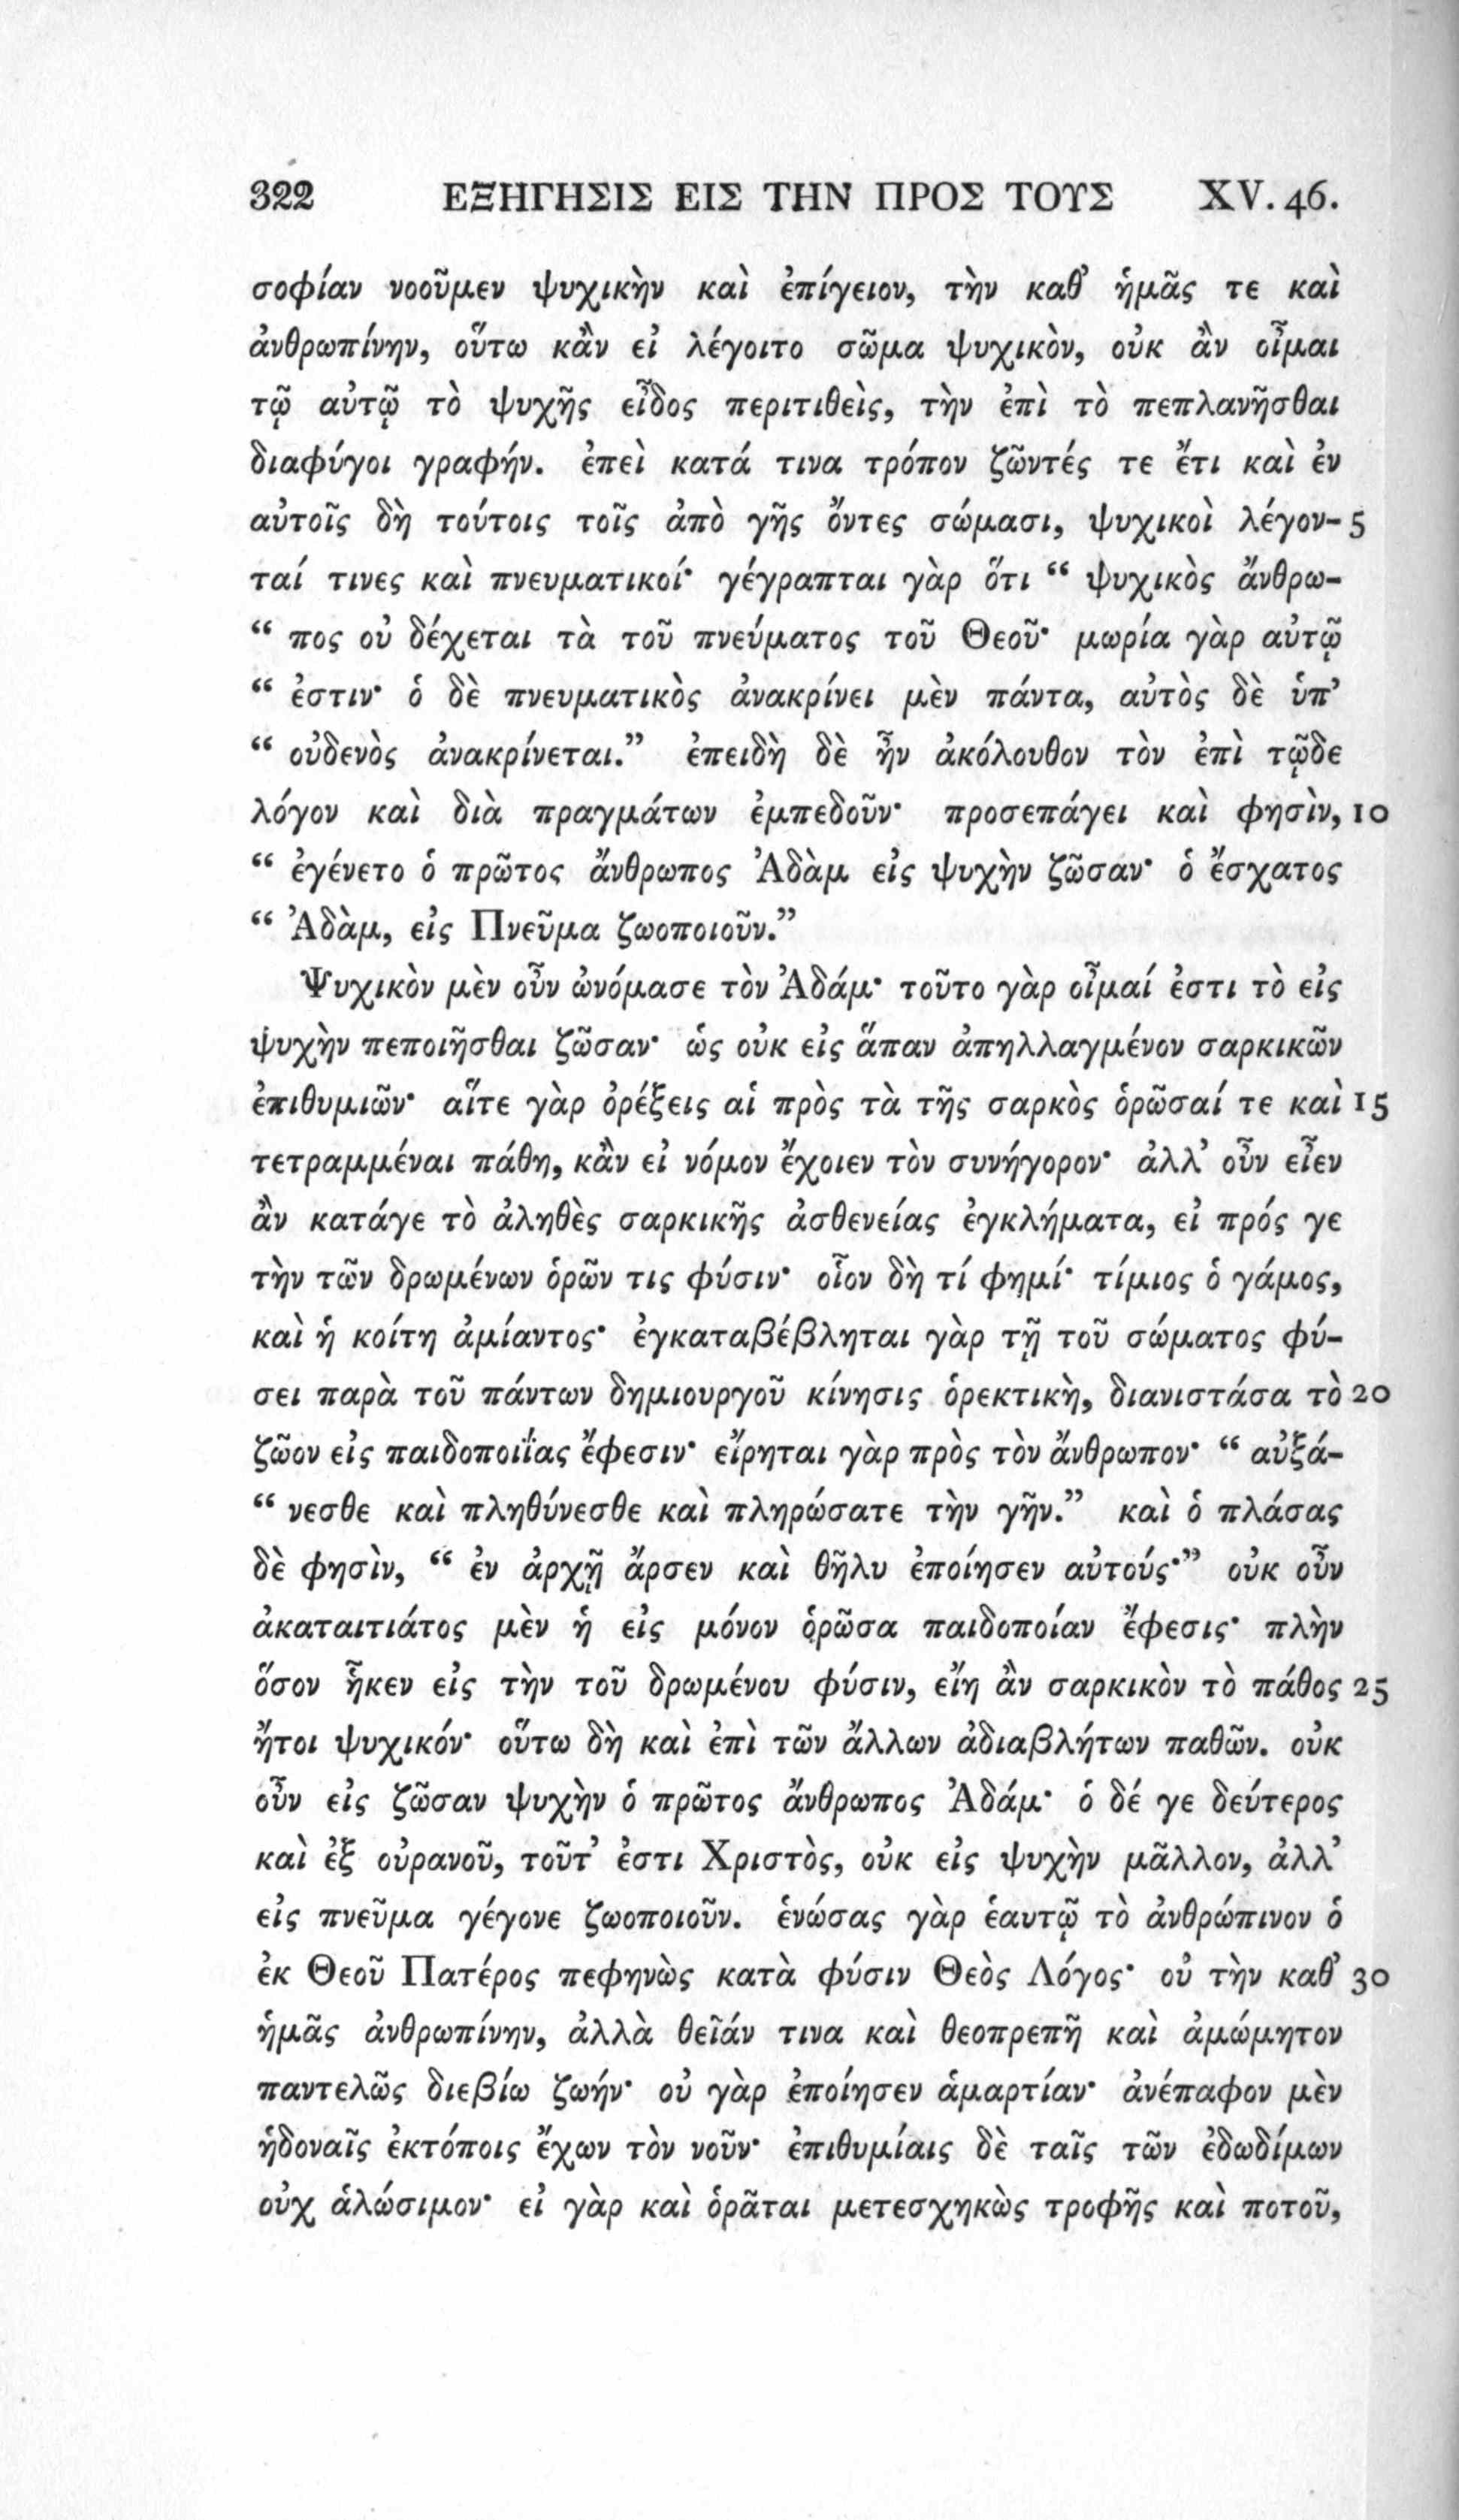 322 ΕΞΗΓΗΣΙΣ ΕΙΣ ΤΗΝ ΠΡΟΣ ΤΟΥΣ XV. 46.
σοφίαν νοοῦμεν ψυχικὴν καὶ ἐπίγειον, τὴν καθ’ ἡμᾶς τε καὶ
ἀνθρωπίνην, οὕτω κἂν εἰ λέγοιτο σῶμα ψυχικὸν, οὐκ ἂν οἶμαι
τῷ αὐτῷ τὸ ψυχῆς εἶδος περιτιθεὶς, τὴν ἐπὶ τὸ πεπλανῆσθαι
διαφύγοι γραφήν. ἐπεὶ κατά τινα τρόπον ζῶντές τε ἔτι καὶ ἐν
αὐτοῖς δὴ τούτοις τοῖς ἀπὸ γῆς ὄντες σώμασι, ψυχικοὶ λέγον- 5
ταί τινες καὶ πνευματικοί· γέγραπται γὰρ ὅτι “ ψυχικὸς ἄνθρω-
“ πος οὐ δέχεται τὰ τοῦ πνεύματος τοῦ Θεοῦ· μωρία γὰρ αὐτῷ
“ ἐστιν· ὁ δὲ πνευματικὸς ἀνακρίνει μὲν πάντα, αὐτὸς δὲ ὑπ’
“ οὐδενὸς ἀνακρίνεται.” ἐπειδὴ δὲ ἦν ἀκόλουθον τὸν ἐπὶ τῷδε
λόγον καὶ διὰ πραγμάτων ἐμπεδοῦν· προσεπάγει καὶ φησὶν, 10
“ ἐγένετο ὁ πρῶτος ἄνθρωπος Ἀδὰμ εἰς ψυχὴν ζῶσαν· ὁ ἔσχατος
“ Ἀδὰμ, εἰς Πνεῦμα ζωοποιοῦν.”
Ψυχικὸν μὲν οὖν ὠνόμασε τὸν Ἀδάμ· τοῦτο γὰρ οἶμαί ἐστι τὸ εἰς
ψυχὴν πεποιῆσθαι ζῶσαν· ὡς οὐκ εἰς ἅπαν ἀπηλλαγμένον σαρκικῶν
ἐπιθυμιῶν· αἵτε γὰρ ὀρέξεις αἱ πρὸς τὰ τῆς σαρκὸς ὁρῶσαί τε καὶ 15
τετραμμέναι πάθη, κἂν εἰ νόμον ἔχοιεν τὸν συνήγορον· ἀλλ’ οὖν εἶεν
ἂν κατάγε τὸ ἀληθὲς σαρκικῆς ἀσθενείας ἐγκλήματα, εἰ πρός γε
τὴν τῶν δρωμένων ὁρῶν τις φύσιν· οἷον δὴ τί φημί· τίμιος ὁ γάμος,
καὶ ἡ κοίτη ἀμίαντος· ἐγκαταβέβληται γὰρ τῇ τοῦ σώματος φύ-
σει παρὰ τοῦ πάντων δημιουργοῦ κίνησις ὀρεκτικὴ, διανιστάσα τὸ 20
ζῶον εἰς παιδοποιΐας ἔφεσιν· εἴρηται γὰρ πρὸς τὸν ἄνθρωπον· “ αὐξά-
“ νεσθε καὶ πληθύνεσθε καὶ πληρώσατε τὴν γῆν.” καὶ ὁ πλάσας
δὲ φησὶν, “ ἐν ἀρχῇ ἄρσεν καὶ θῆλυ ἐποίησεν αὐτούς·” οὐκ οὖν
ἀκαταιτιάτος μὲν ἡ εἰς μόνον ὁρῶσα παιδοποίαν ἔφεσις· πλὴν
ὅσον ἧκεν εἰς τὴν τοῦ δρωμένου φύσιν, εἴη ἂν σαρκικὸν τὸ πάθος 25
ἤτοι ψυχικόν· οὕτω δὴ καὶ ἐπὶ τῶν ἄλλων ἀδιαβλήτων παθῶν. οὐκ
οὖν εἰς ζῶσαν ψυχὴν ὁ πρῶτος ἄνθρωπος Ἀδάμ· ὁ δέ γε δεύτερος
καὶ ἐξ οὐρανοῦ, τοῦτ’ ἐστι Χριστὸς, οὐκ εἰς ψυχὴν μᾶλλον, ἀλλ’
εἰς πνεῦμα γέγονε ζωοποιοῦν. ἑνώσας γὰρ ἑαυτῷ τὸ ἀνθρώπινον ὁ
ἐκ Θεοῦ Πατέρος πεφηνὼς κατὰ φύσιν Θεὸς Λόγος· οὐ τὴν καθ’ 30
ἡμᾶς ἀνθρωπίνην, ἀλλὰ θεῖάν τινα καὶ θεοπρεπῆ καὶ ἀμώμητον
παντελῶς διεβίω ζωήν· οὐ γὰρ ἐποίησεν ἁμαρτίαν· ἀνέπαφον μὲν
ἡδοναῖς ἐκτόποις ἔχων τὸν νοῦν· ἐπιθυμίαις δὲ ταῖς τῶν ἐδωδίμων
οὐχ ἁλώσιμον· εἰ γὰρ καὶ ὁρᾶται μετεσχηκὼς τροφῆς καὶ ποτοῦ,